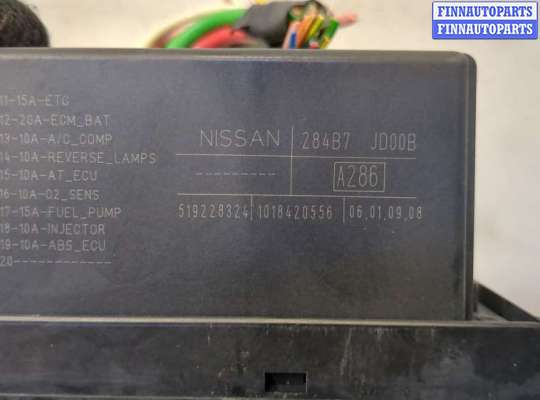 FINNAUTOPARTS
FINNAUTOPARTS
11-15A-ETC
12-20A-ECM_BAT
13-10A-A/C_COMP
14-10A-REVERSE_LAMPS
15-10A-AT_ECU
16-10A-O2_SENS
17-15A-FUEL_PUMP
18-10A-INJECTOR
19-10A-ABS_ECU
20------------
NISSAN 284B7 JD00B
--------- A286
519228324 1018420556 06,01,09,08